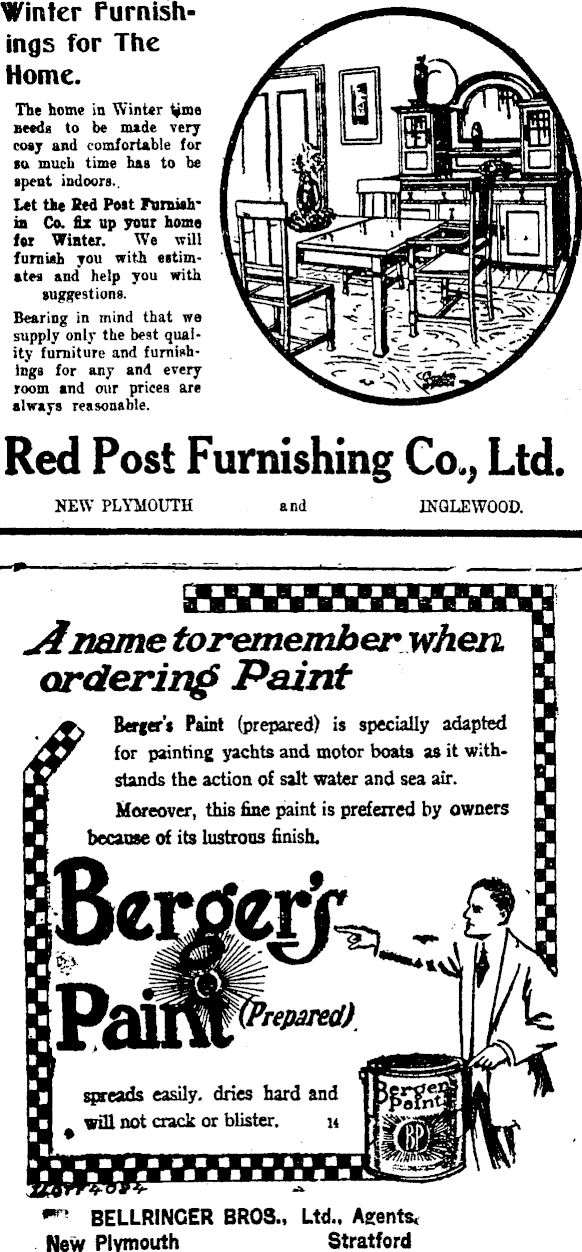 Winter Furnish-
ings for The
Home.
The home in Winter time
needs to be made very
cosy and comfortable for
so much time has to be
spent indoors.
Let the Red Post Furnish-
in Co. fix up your home
for Winter. We will
furnish you with estim-
ates and help you with
suggestions.
Bearing in mind that we
supply only the best qual-
ity furniture and furnish-
ings for any and every
room and our prices are
always reasonable.
Red Post Furnishing Co., Ltd.
NEW PLYMOUTH and INGLEWOOD.
A name to remember when
ordering Paint
Berger's Paint (prepared) is specially adapted
for painting yachts and motor boats as it with-
stands the action of salt water and sea air.
Moreover, this fine paint is preferred by owners
because of its lustrous finish.
Berger's
Paint (Prepared)
Bergers
Paint
BP
spreads easily, dries hard and
will not crack or blister. 14
BELLRINGER BROS., Ltd., Agents,
New Plymouth Stratford